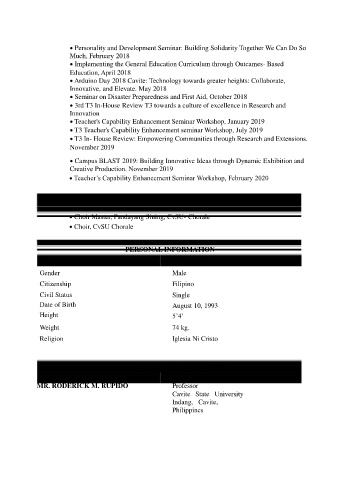 • Personality and Development Seminar: Building Solidarity Together We Can Do So
Much, February 2018
• Implementing the General Education Curriculum through Outcomes- Based
Education, April 2018
• Arduino Day 2018 Cavite: Technology towards greater heights: Collaborate,
Innovative, and Elevate. May 2018
• Seminar on Disaster Preparedness and First Aid, October 2018
• 3rd T3 In-House Review T3 towards a culture of excellence in Research and
Innovation
• Teacher's Capability Enhancement Seminar Workshop, January 2019
• T3 Teacher's Capability Enhancement seminar Workshop, July 2019
• T3 In- House Review: Empowering Communities through Research and Extensions.
November 2019
• Campus BLAST 2019: Building Innovative Ideas through Dynamic Exhibition and
Creative Production. November 2019
• Teacher's Capability Enhancement Seminar Workshop, February 2020
• Choir Master, Pandayang Sining, CvSU- Chorale
• Choir, CvSU Chorale
PERSONAL INFORMATION
Gender Male
Citizenship Filipino
Civil Status Single
Date of Birth August 10, 1993
Height 5'4'
Weight 74 kg.
Religion Iglesia Ni Cristo
MR. RODERICK M. RUPIDO Professor
Cavite State University
Indang, Cavite,
Philippines